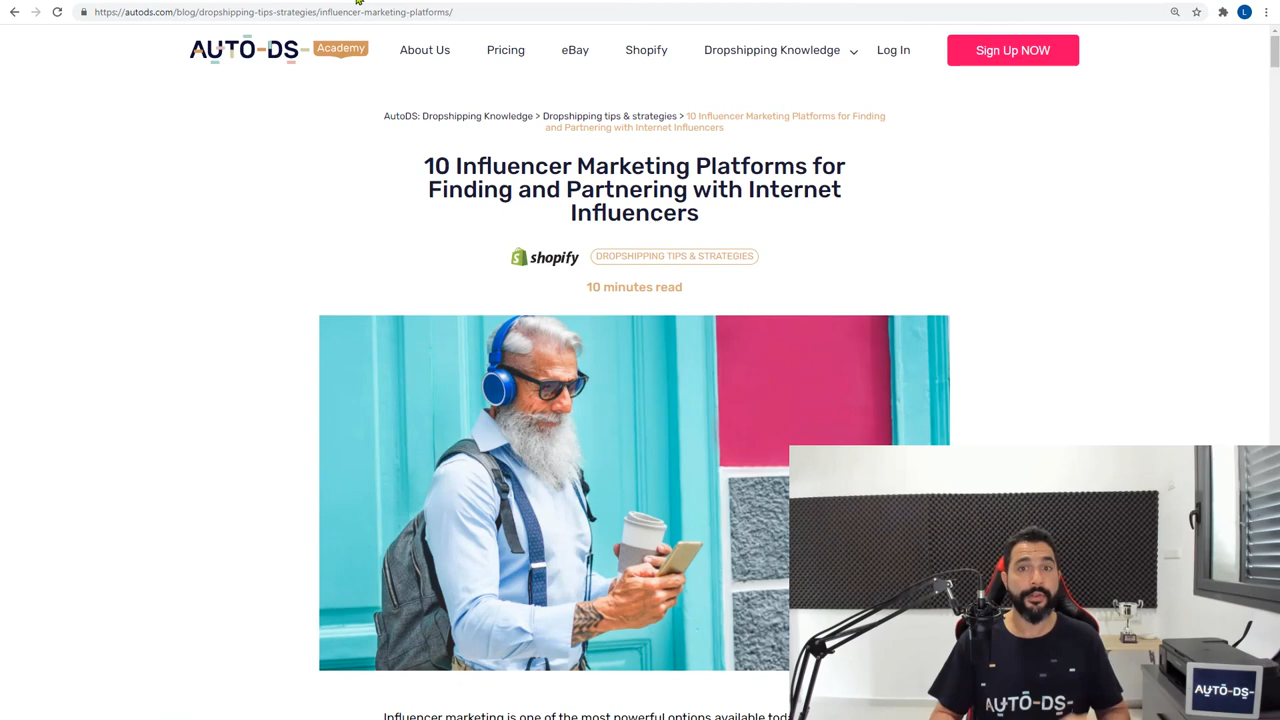 https://autods.com/blog/dropshipping-tips-strategies/influencer-marketing-platforms/
L
AUTO-DS- Academy About Us Pricing eBay Shopify Dropshipping Knowledge Log In Sign Up NOW
AutoDS: Dropshipping Knowledge > Dropshipping tips & strategies > 10 Influencer Marketing Platforms for Finding
and Partnering with Internet Influencers
10 Influencer Marketing Platforms for
Finding and Partnering with Internet
Influencers
shopify DROPSHIPPING TIPS & STRATEGIES
10 minutes read
Influencer marketing is one of the most powerful options available
AUTO-DS-
AUTO-DS-